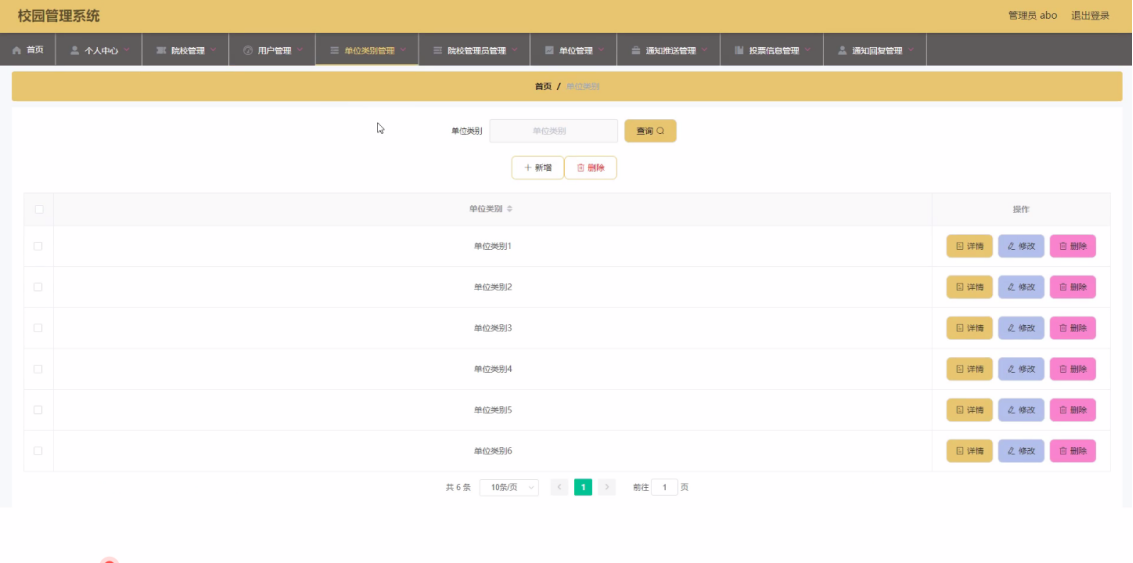 校园管理系统
管理员 abo 退出登录
首页 个人中心 院校管理 用户管理 单位类别管理 院校管理员管理 单位管理 通知推送管理 投票信息管理 通知回复管理
首页 / 单位类别
单位类别 单位类别 查询
+ 新增 删除
单位类别 操作
单位类别1 详情 修改 删除
单位类别2 详情 修改 删除
单位类别3 详情 修改 删除
单位类别4 详情 修改 删除
单位类别5 详情 修改 删除
单位类别6 详情 修改 删除
共 6 条 10条/页 < 1 > 前往 1 页